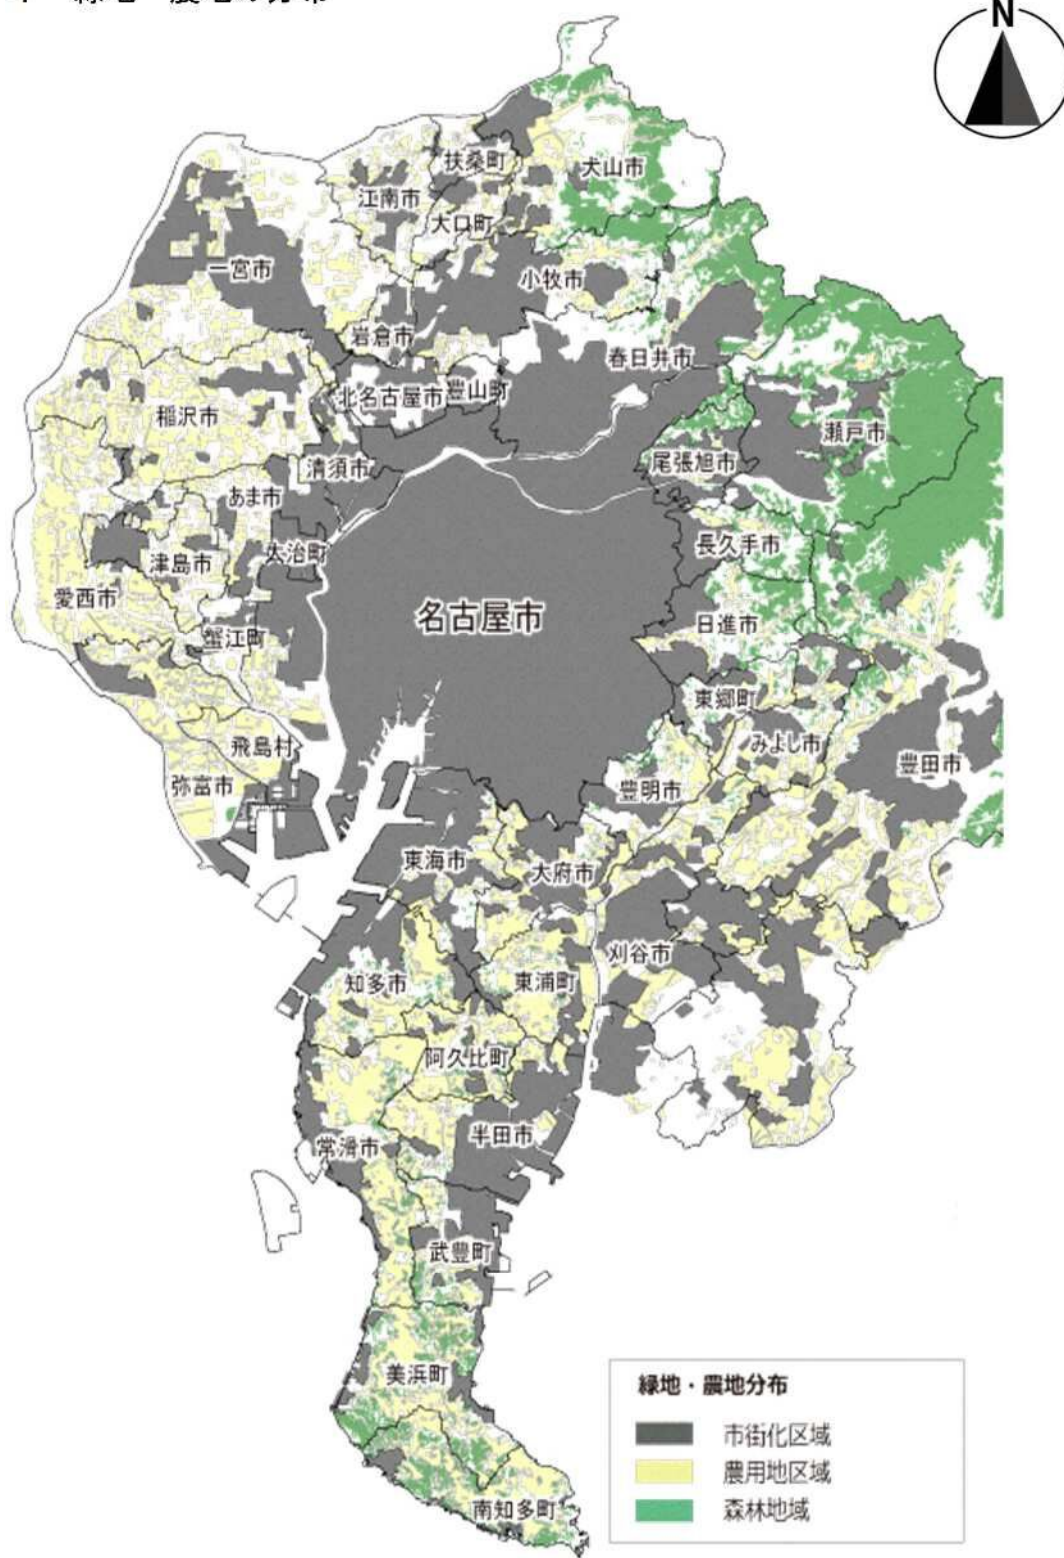 N
扶桑町
犬山市
江南市
大口町
一宮市
小牧市
岩倉市
春日井市
北名古屋市
豊山町
稲沢市
瀬戸市
清須市
尾張旭市
あま市
長久手市
大治町
津島市
愛西市
名古屋市
日進市
蟹江町
東郷町
飛島村
みよし市
豊田市
弥富市
豊明市
東海市
大府市
刈谷市
知多市
東浦町
阿久比町
半田市
常滑市
武豊町
美浜町
南知多町
緑地・農地分布
市街化区域
農用地区域
森林地域